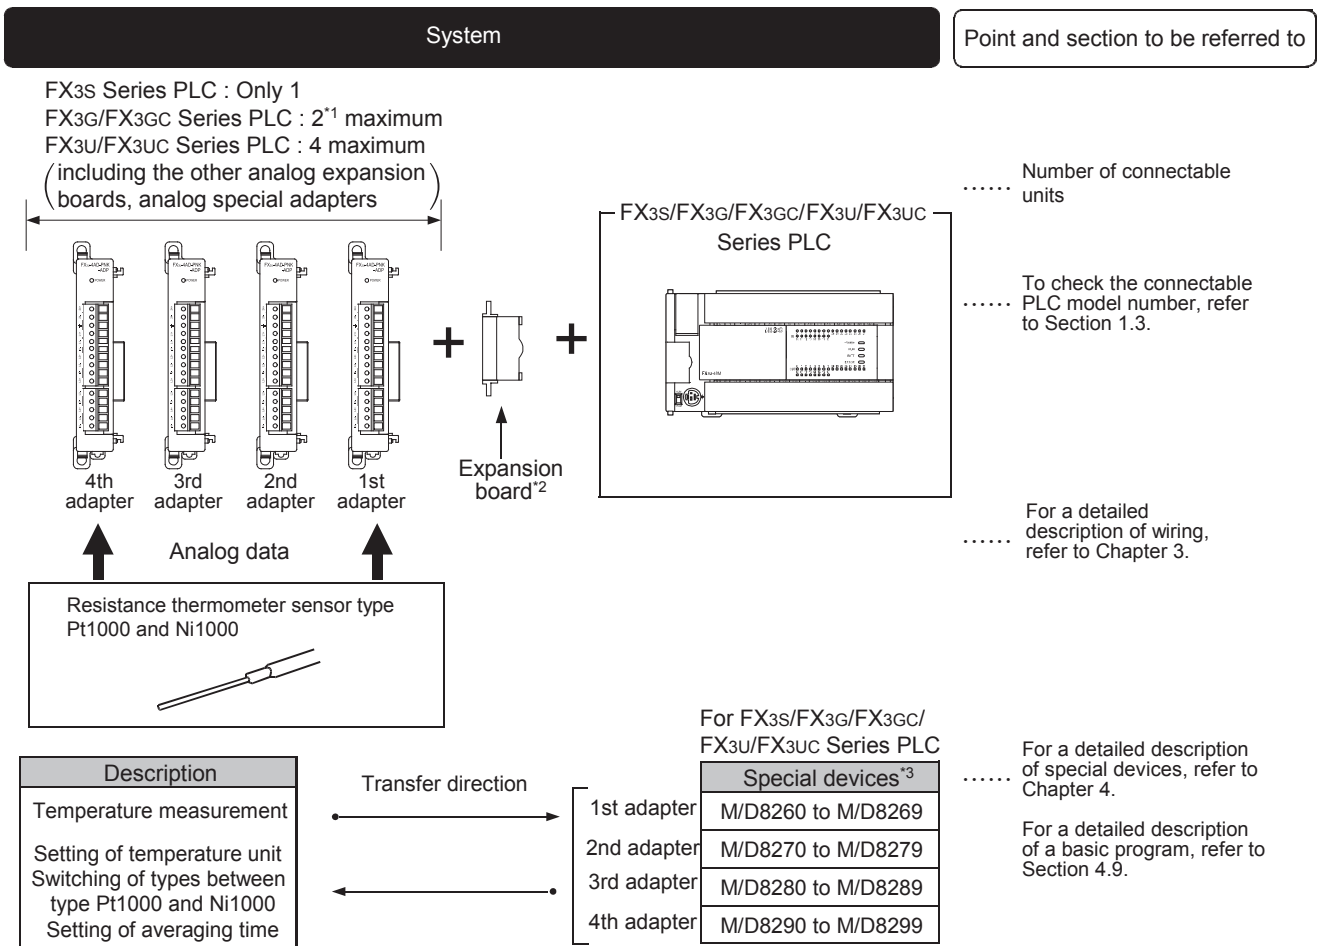 System
Point and section to be referred to
FX3S Series PLC : Only 1
FX3G/FX3GC Series PLC : 2*1 maximum
FX3U/FX3UC Series PLC : 4 maximum
(including the other analog expansion
boards, analog special adapters)
...... Number of connectable
units
FX3S/FX3G/FX3GC/FX3U/FX3UC
Series PLC
...... To check the connectable
PLC model number, refer
to Section 1.3.
4th
adapter
3rd
adapter
2nd
adapter
1st
adapter
Expansion
board*2
Analog data
...... For a detailed
description of wiring,
refer to Chapter 3.
Resistance thermometer sensor type
Pt1000 and Ni1000
For FX3S/FX3G/FX3GC/
FX3U/FX3UC Series PLC
Description
Temperature measurement
Setting of temperature unit
Switching of types between
type Pt1000 and Ni1000
Setting of averaging time
Transfer direction
Special devices*3
1st adapter M/D8260 to M/D8269
2nd adapter M/D8270 to M/D8279
3rd adapter M/D8280 to M/D8289
4th adapter M/D8290 to M/D8299
...... For a detailed description
of special devices, refer to
Chapter 4.
For a detailed description
of a basic program, refer to
Section 4.9.